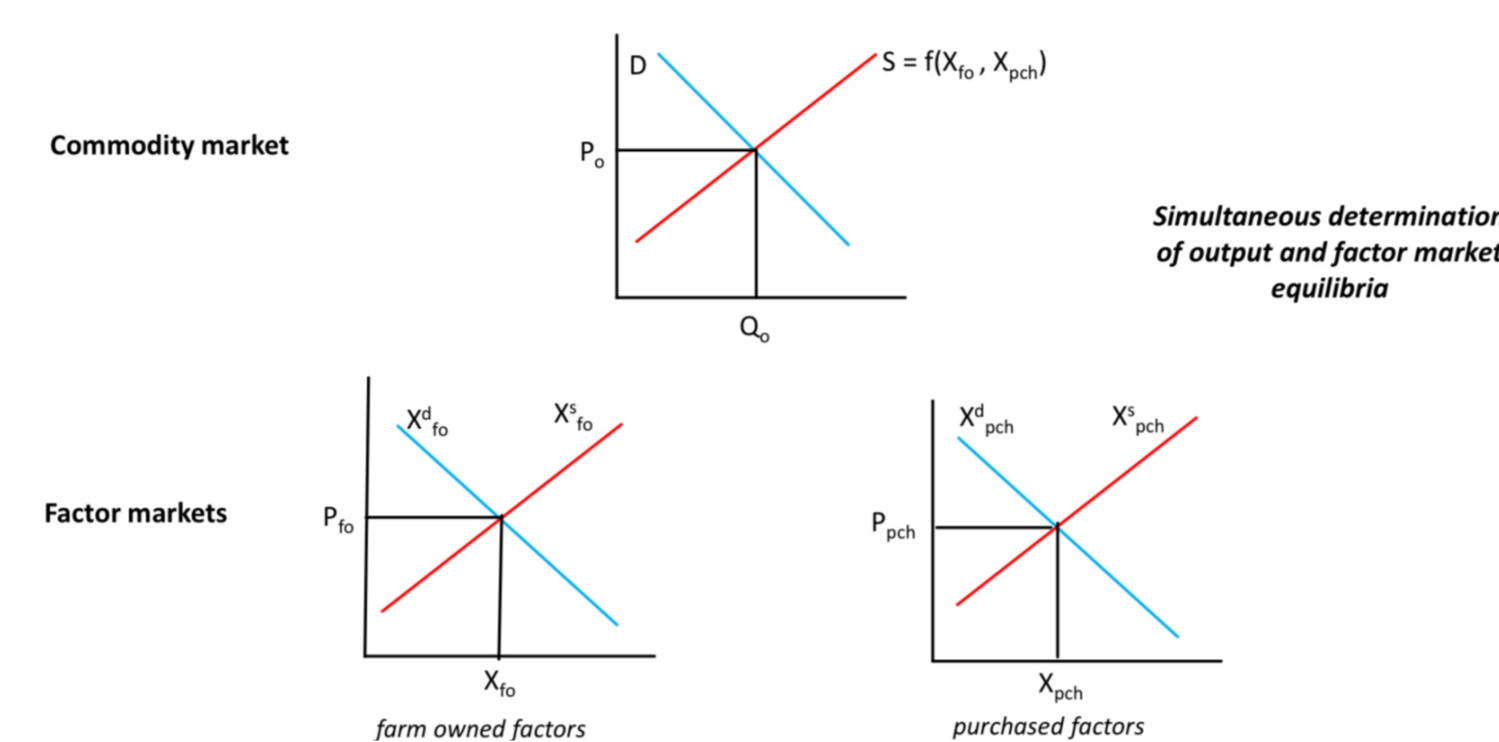 D
S = f(Xfo , Xpch)
Commodity market
Po
Simultaneous determination
of output and factor market
equilibria
Qo
Xdfo
Xsfo
Xdpch
Xspch
Factor markets
Pfo
Ppch
Xfo
Xpch
farm owned factors
purchased factors